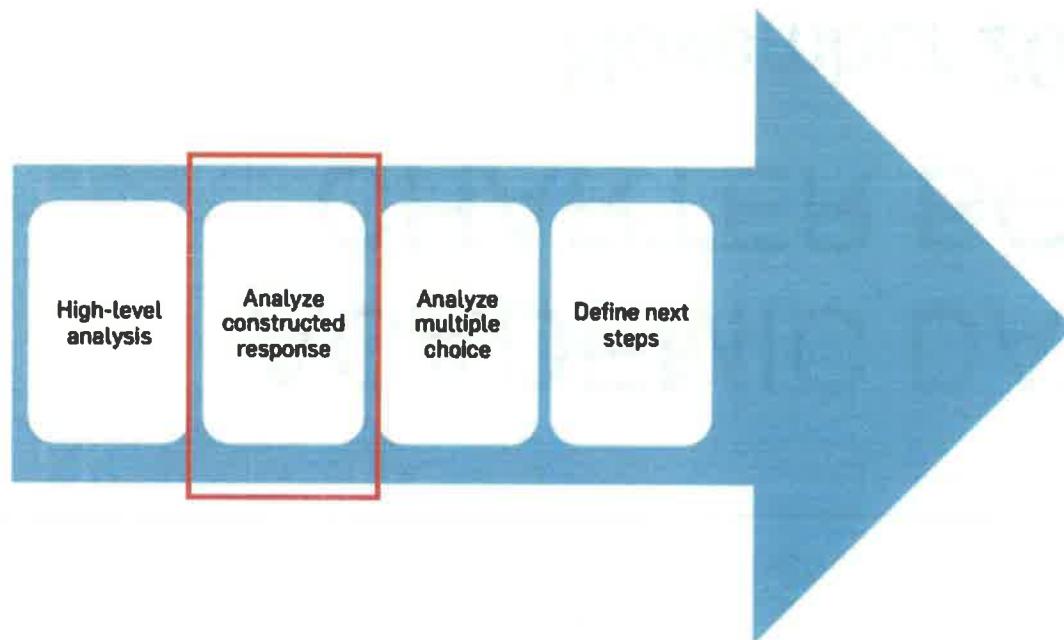 High-level
analysis
Analyze
constructed
response
Analyze
multiple
choice
Define next
steps